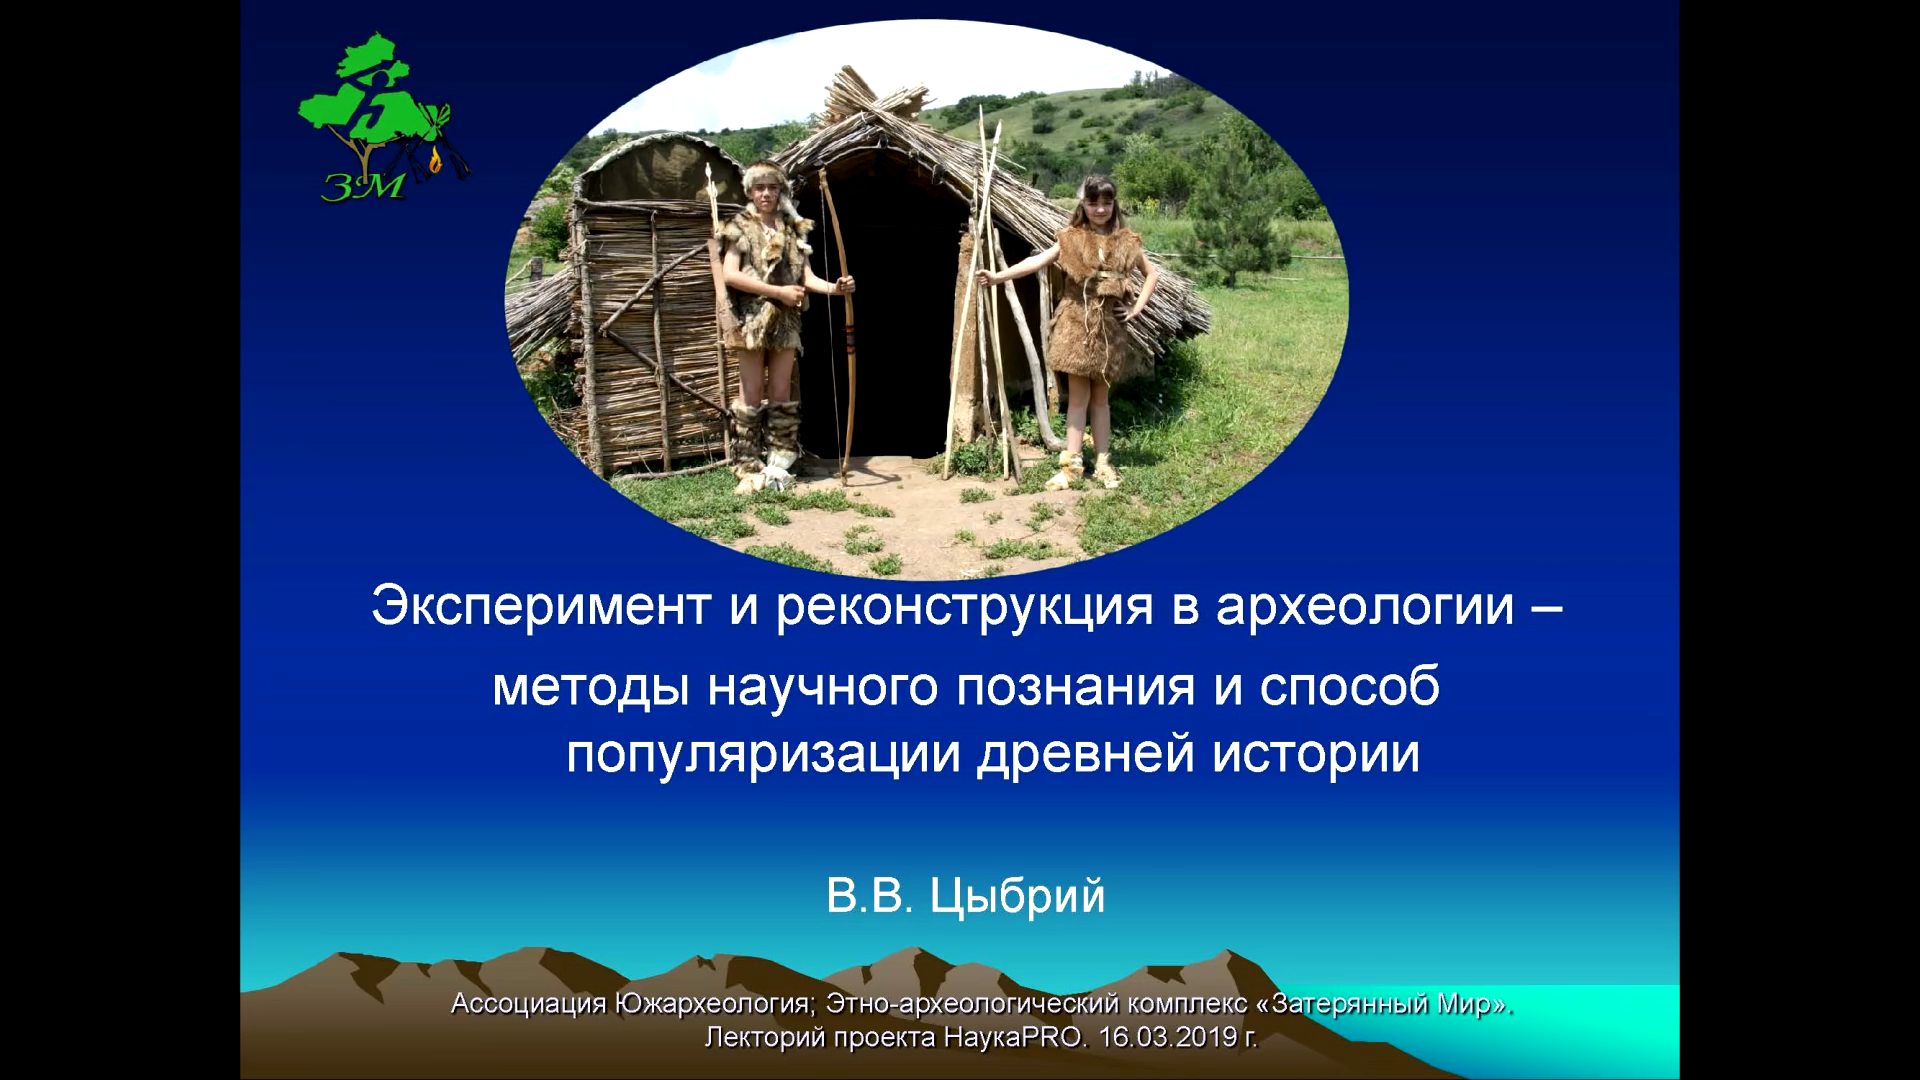 ЗМ
Эксперимент и реконструкция в археологии –
методы научного познания и способ
популяризации древней истории
В.В. Цыбрий
Ассоциация Южархеология; Этно-археологический комплекс «Затерянный Мир».
Лекторий проекта НаукаPRO. 16.03.2019 г.